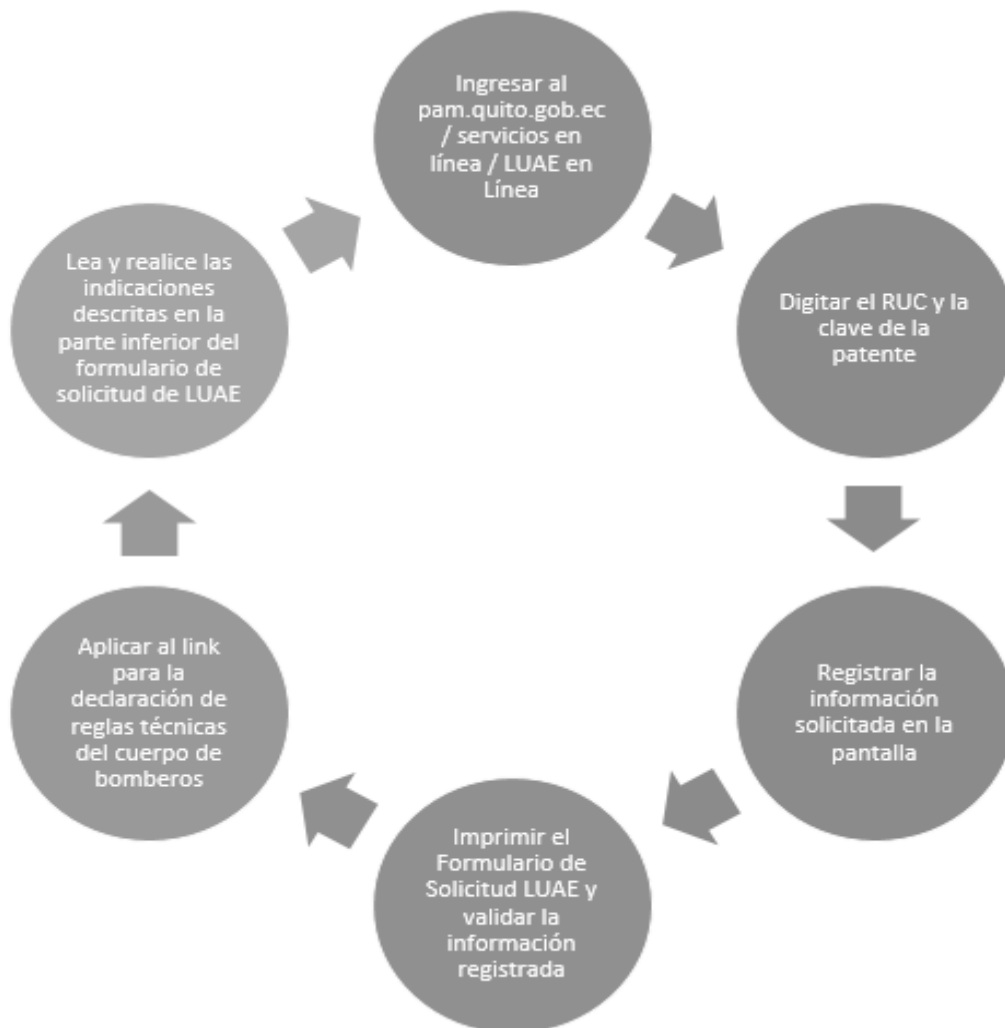 Ingresar al
pam.quito.gob.ec
/ servicios en
línea / LUAE en
Línea
Digitar el RUC y la
clave de la
patente
Registrar la
información
solicitada en la
pantalla
Imprimir el
Formulario de
Solicitud LUAE y
validar la
información
registrada
Aplicar al link
para la
declaración de
reglas técnicas
del cuerpo de
bomberos
Lea y realice las
indicaciones
descritas en la
parte inferior del
formulario de
solicitud de LUAE